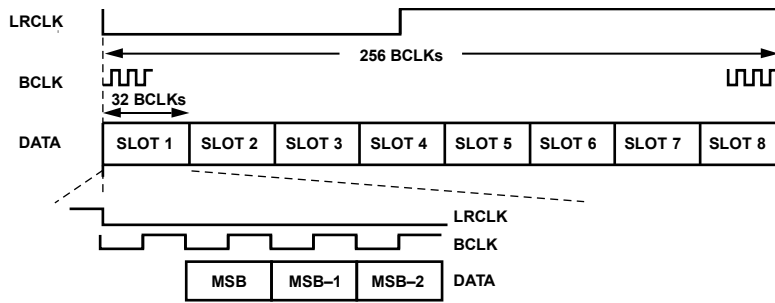 LRCLK
256 BCLKs
BCLK
32 BCLKs
DATA SLOT 1 SLOT 2 SLOT 3 SLOT 4 SLOT 5 SLOT 6 SLOT 7 SLOT 8
LRCLK
BCLK
MSB MSB–1 MSB–2 DATA